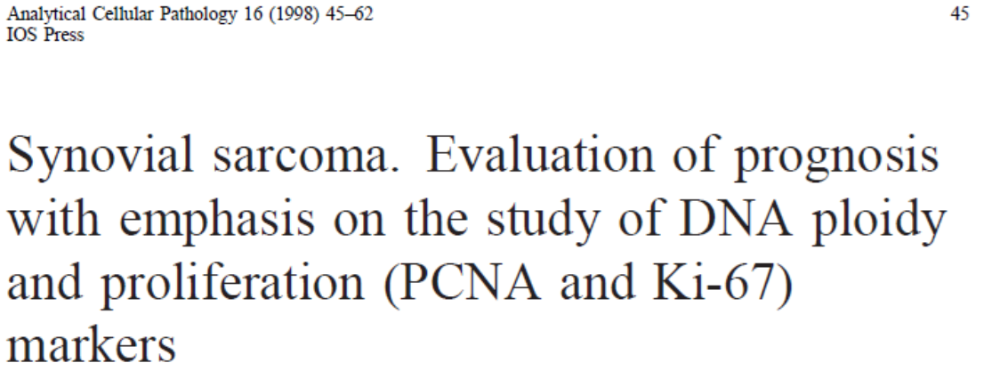 Analytical Cellular Pathology 16 (1998) 45–62 45
IOS Press
Synovial sarcoma. Evaluation of prognosis
with emphasis on the study of DNA ploidy
and proliferation (PCNA and Ki-67)
markers